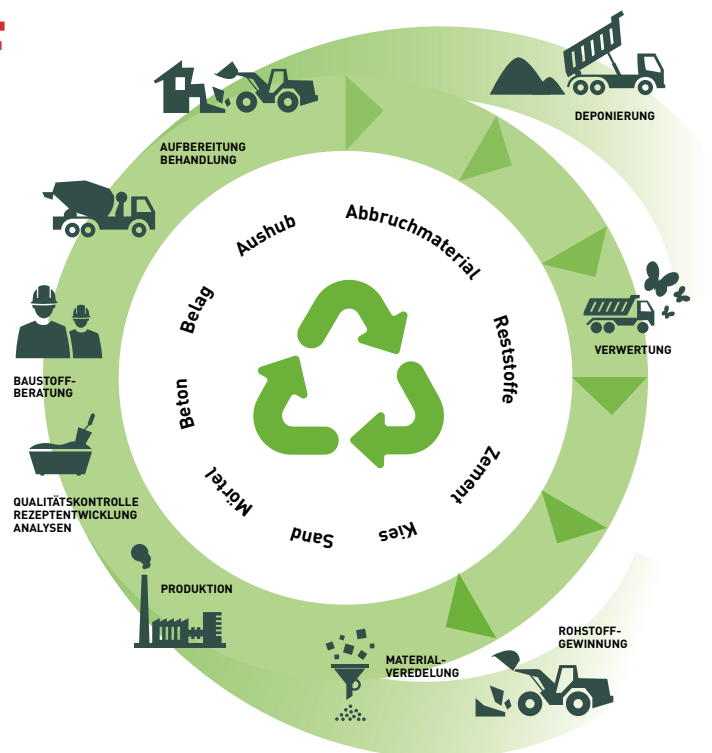 DEPONIERUNG
AUFBEREITUNG
BEHANDLUNG
Abbruchmaterial
Aushub
Belag
Reststoffe
VERWERTUNG
BAUSTOFF-
BERATUNG
Beton
Zement
Mörtel
QUALITÄTSKONTROLLE
REZEPTENTWICKLUNG
ANALYSEN
Kies
Sand
PRODUKTION
ROHSTOFF-
GEWINNUNG
MATERIAL-
VEREDELUNG